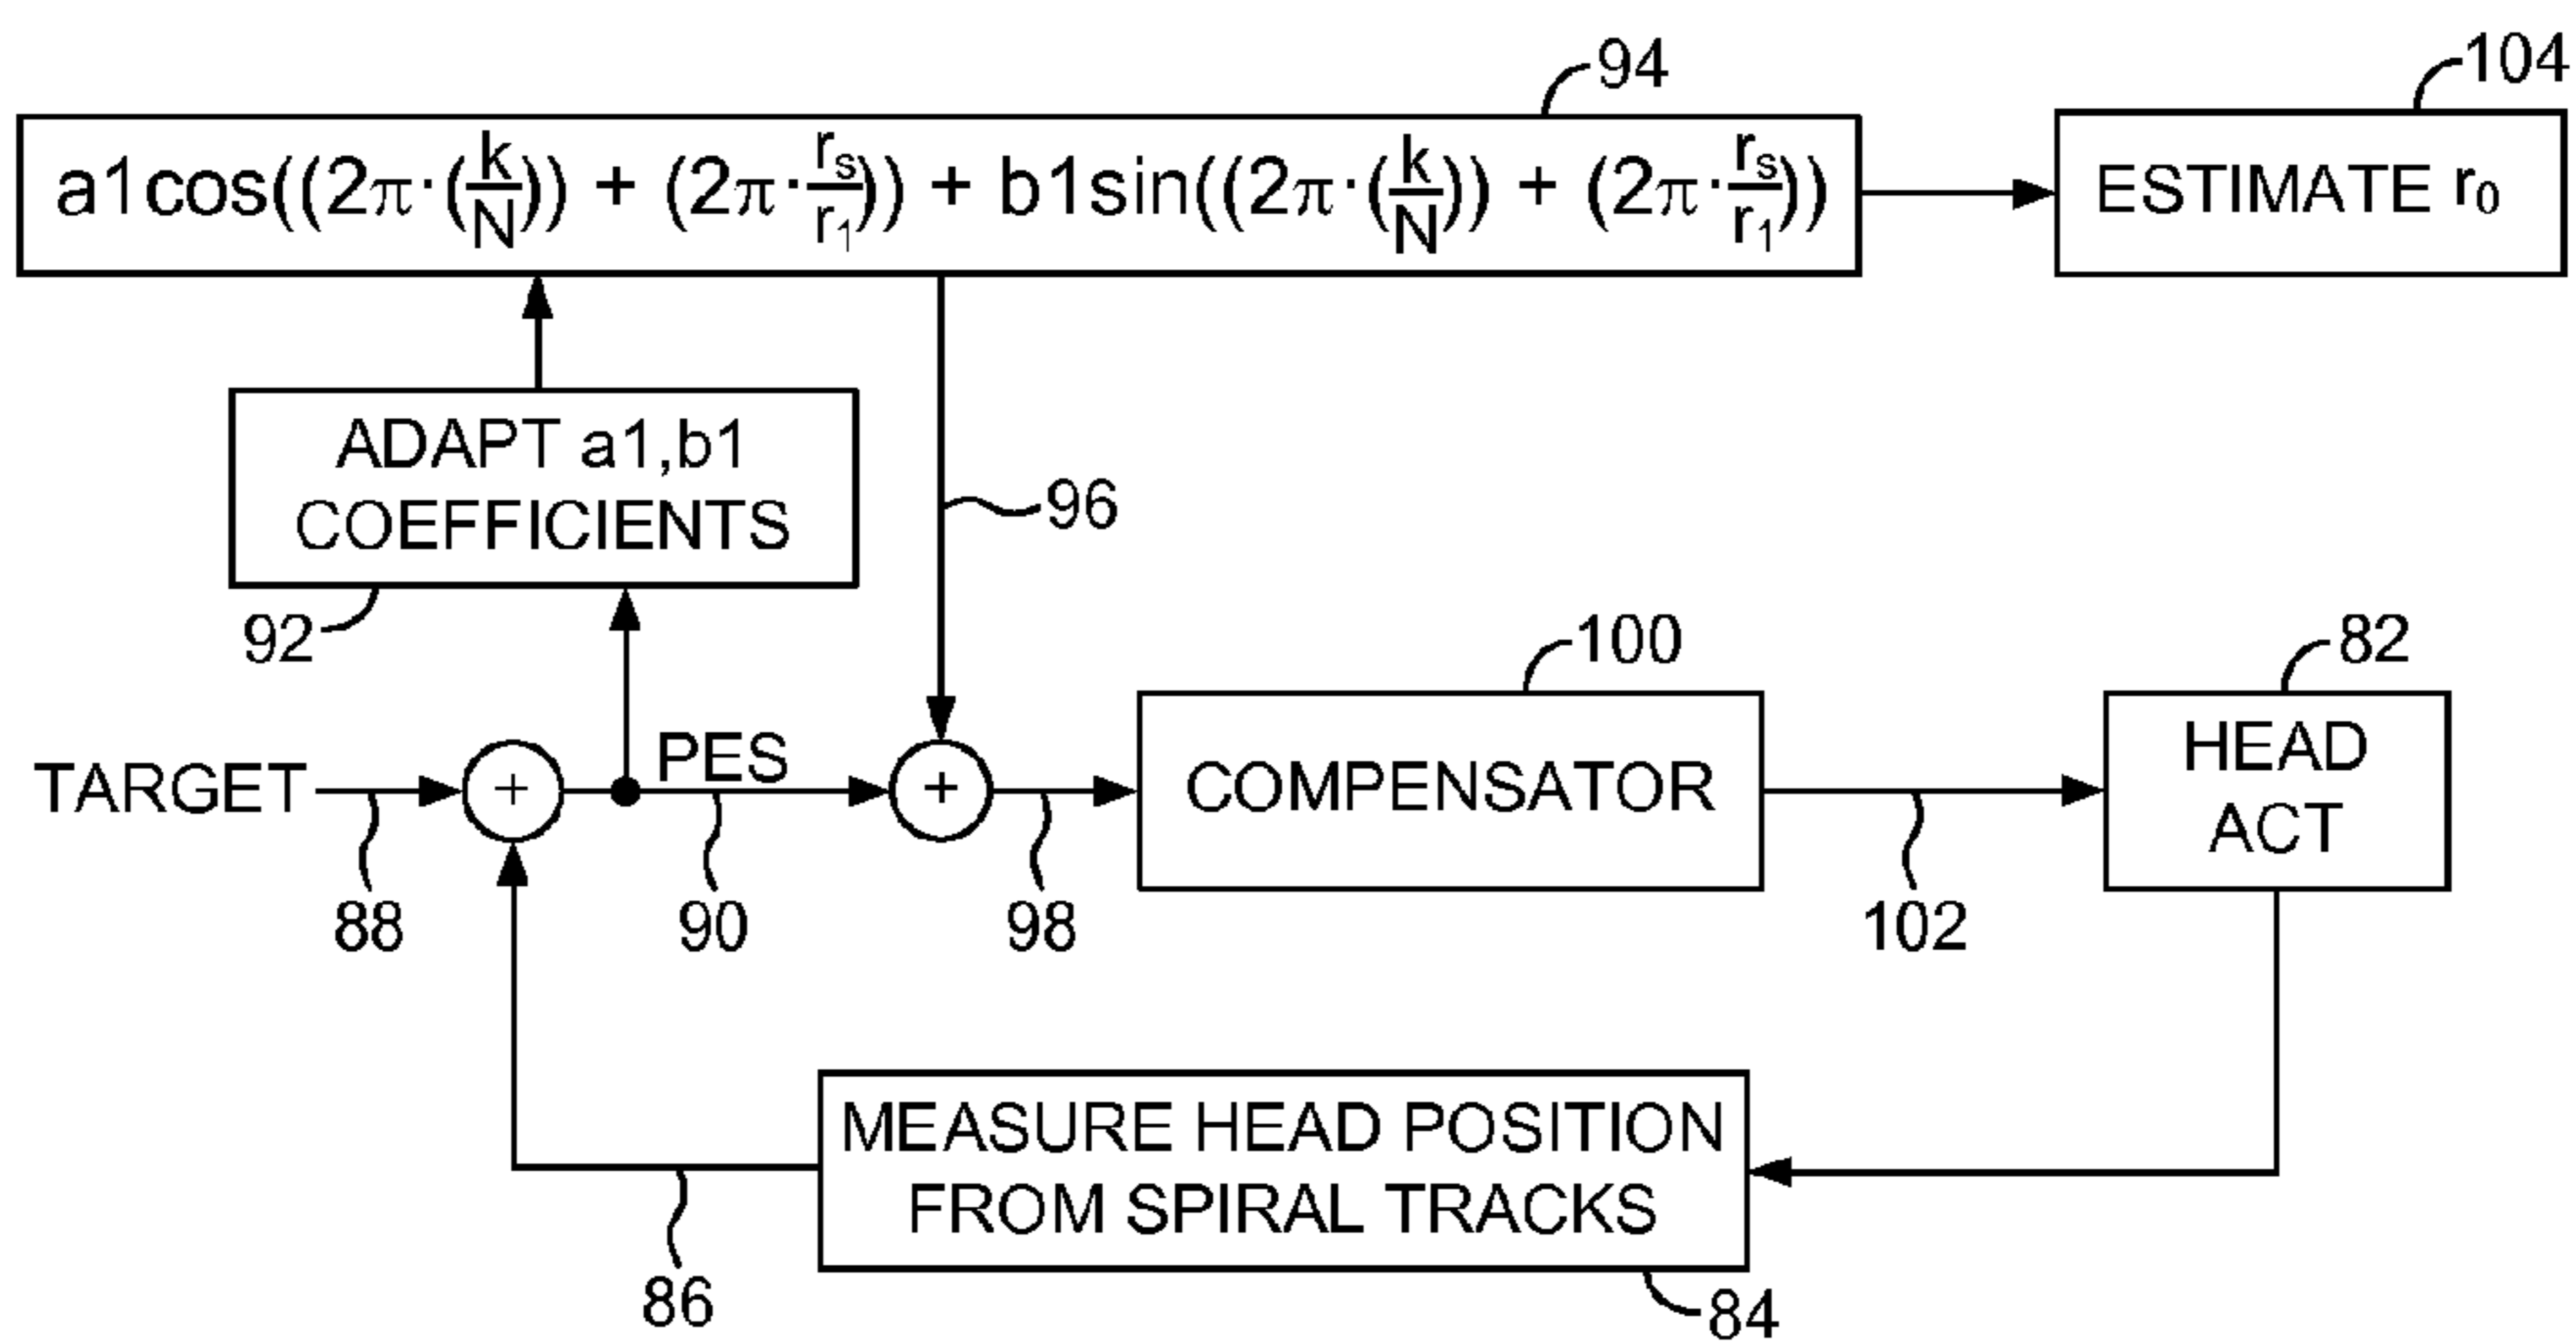 94
104
a1cos((2π·(k/N)) + (2π·rₛ/r₁)) + b1sin((2π·(k/N)) + (2π·rₛ/r₁))
ESTIMATE r₀
ADAPT a1,b1
COEFFICIENTS
96
92
100
82
TARGET
+
PES
+
COMPENSATOR
HEAD
ACT
88
90
98
102
MEASURE HEAD POSITION
FROM SPIRAL TRACKS
86
84